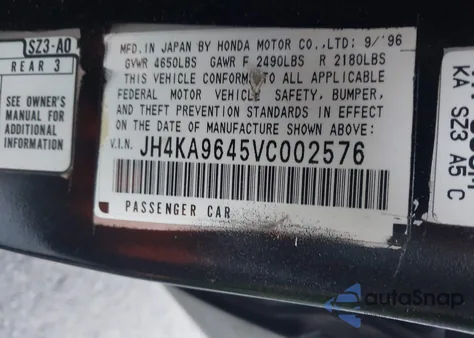 SZ3-A0
REAR 3
SEE OWNER'S
MANUAL FOR
ADDITIONAL
INFORMATION
MFD. IN JAPAN BY HONDA MOTOR CO.,LTD: 9/'96
GVWR 4650LBS GAWR F 2490LBS R 2180LBS
THIS VEHICLE CONFORMS TO ALL APPLICABLE
FEDERAL MOTOR VEHICLE SAFETY, BUMPER,
AND THEFT PREVENTION STANDARDS IN EFFECT
ON THE DATE OF MANUFACTURE SHOWN ABOVE:
V.I.N. JH4KA9645VC002576
PASSENGER CAR
KA SZ3 A5 C
autoSnap